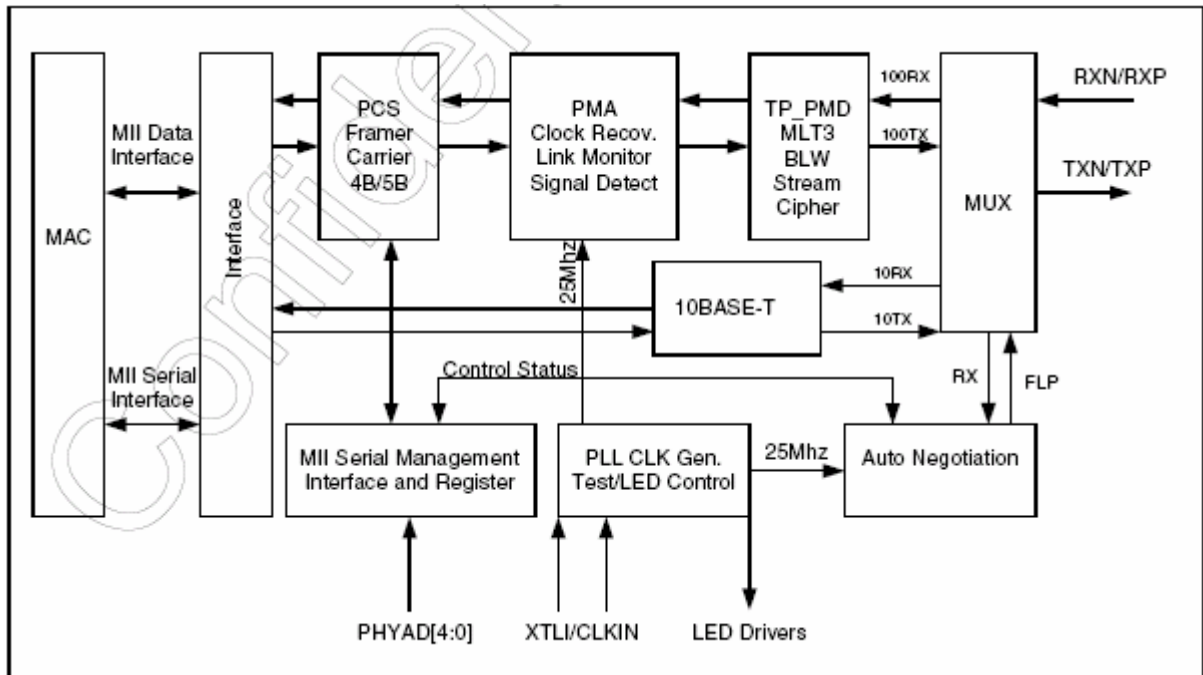 Confiden
MAC
MII Data
Interface
MII Serial
Interface
Interface
PCS
Framer
Carrier
4B/5B
PMA
Clock Recov.
Link Monitor
Signal Detect
TP_PMD
MLT3
BLW
Stream
Cipher
100RX
100TX
MUX
RXN/RXP
TXN/TXP
25Mhz
10BASE-T
10RX
10TX
Control Status
RX
FLP
MII Serial Management
Interface and Register
PLL CLK Gen.
Test/LED Control
25Mhz
Auto Negotiation
PHYAD[4:0]
XTLI/CLKIN
LED Drivers